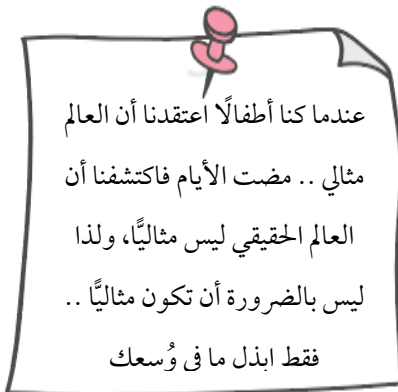 عندما كنا أطفالًا اعتقدنا أن العالم
مثالي .. مضت الأيام فاكتشفنا أن
العالم الحقيقي ليس مثاليًّا، ولذا
ليس بالضرورة أن تكون مثاليًّا ..
فقط ابذل ما في وُسعك